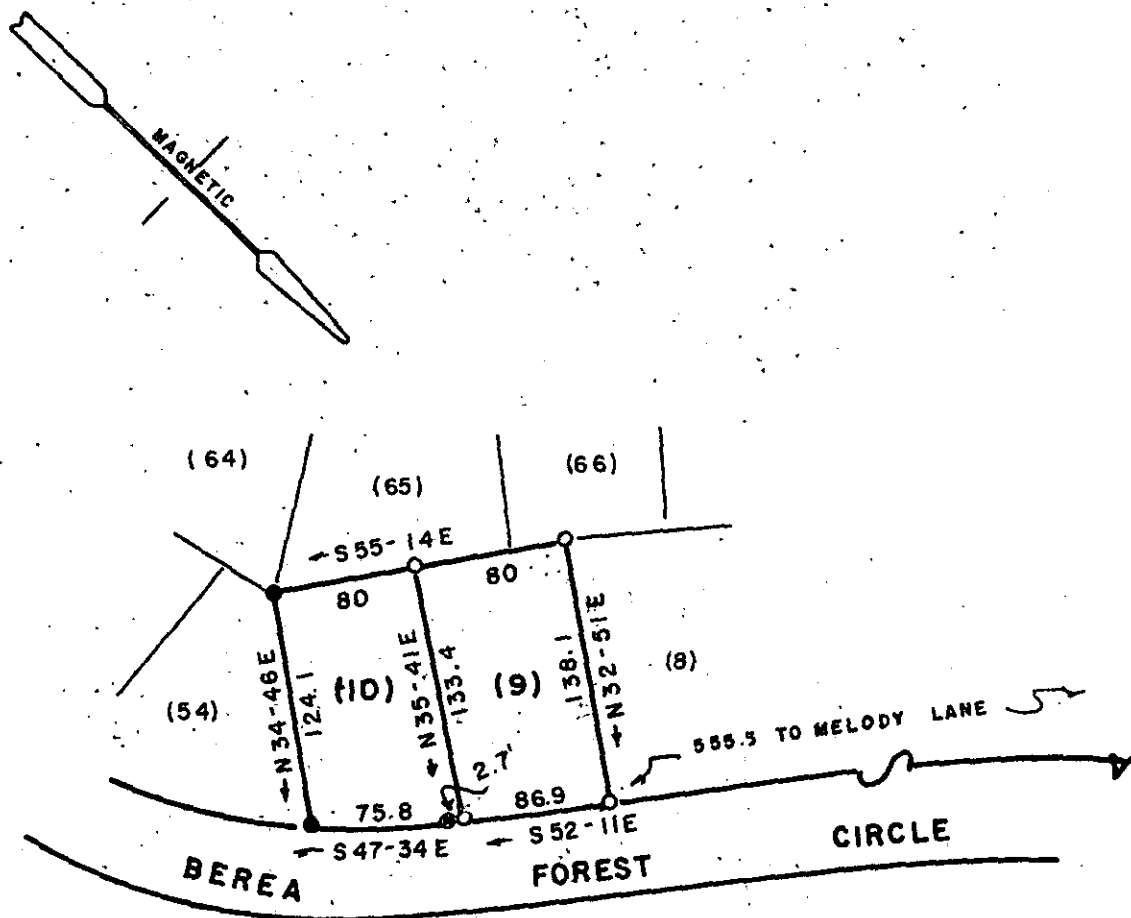 MAGNETIC
(64)
(65)
(66)
S55-14E
80
80
N34-46E
124.1
(10)
N35-41E
133.4
(9)
138.1
N32-51E
(8)
(54)
555.5 TO MELODY LANE
2.7'
75.8
86.9
S47-34E
S52-11E
BEREA FOREST CIRCLE